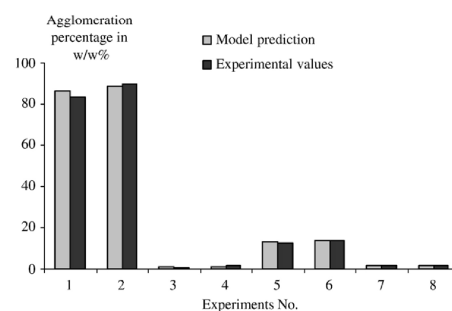 Agglomeration
percentage in
w/w%
Model prediction
Experimental values
100
80
60
40
20
0
1 2 3 4 5 6 7 8
Experiments No.